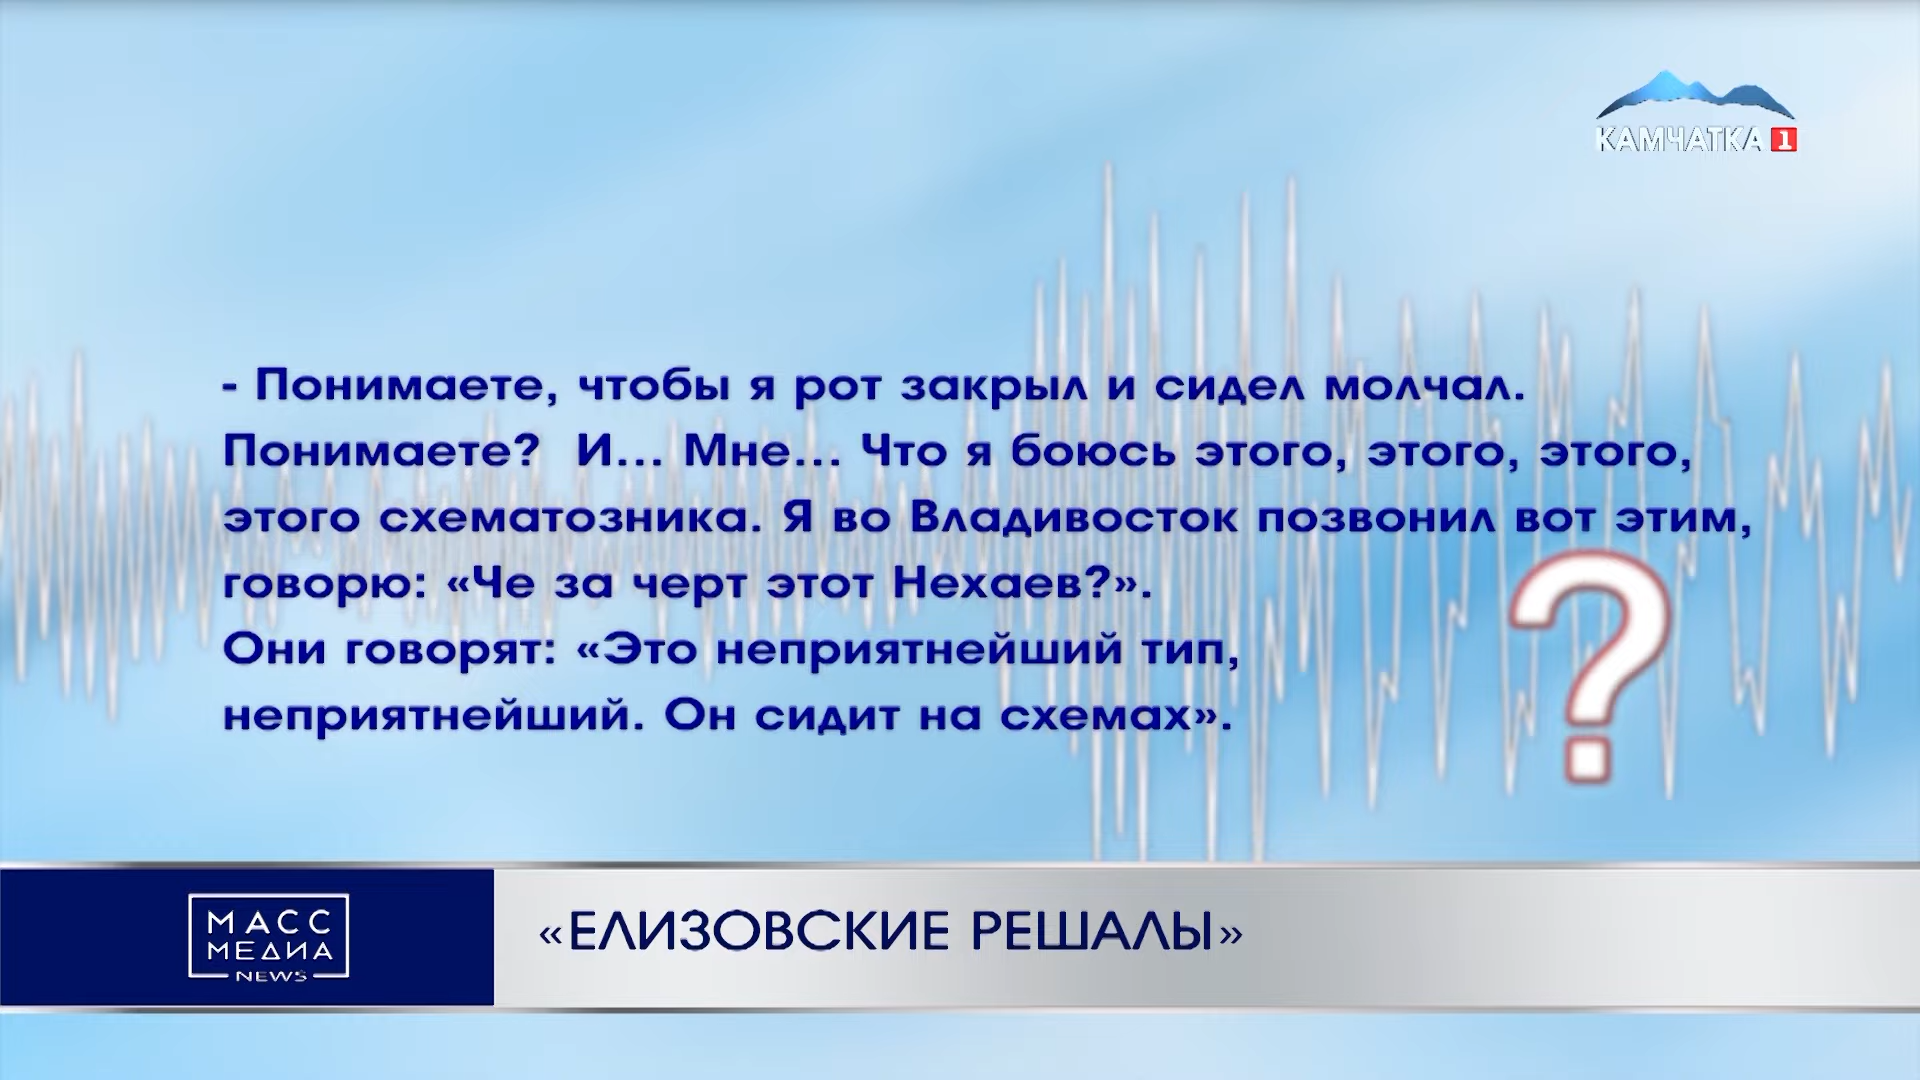 КАМЧАТКА 1
- Понимаете, чтобы я рот закрыл и сидел молчал.
Понимаете? И... Мне... Что я боюсь этого, этого, этого,
этого схематозника. Я во Владивосток позвонил вот этим,
говорю: «Че за черт этот Нехаев?».
Они говорят: «Это неприятнейший тип,
неприятнейший. Он сидит на схемах».
?
МАСС
МЕДИА
NEWS
«ЕЛИЗОВСКИЕ РЕШАЛЫ»